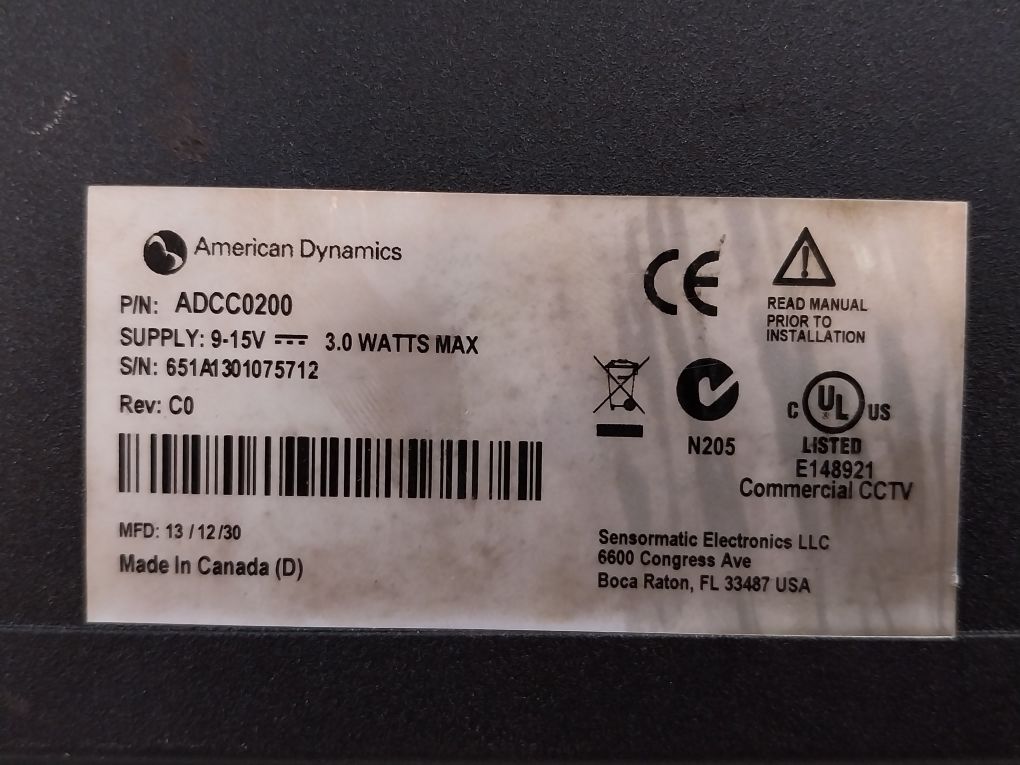 American Dynamics
P/N: ADCC0200
SUPPLY: 9-15V ⎓ 3.0 WATTS MAX
S/N: 651A1301075712
Rev: C0
MFD: 13 / 12 /30
Made In Canada (D)
CE
READ MANUAL
PRIOR TO
INSTALLATION
N205
C UL US
LISTED
E148921
Commercial CCTV
Sensormatic Electronics LLC
6600 Congress Ave
Boca Raton, FL 33487 USA